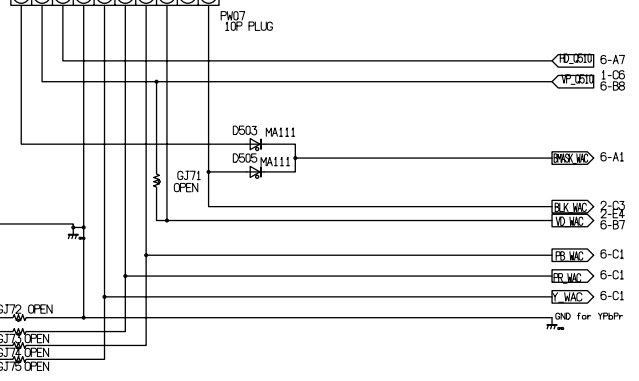 PW07
10P PLUG
HD_0510 6-A7
VP_0510 1-C6
6-B8
D503 MA111
D505 MA111
BMASK_WAC 6-A1
GJ71
OPEN
BLK_WAC 2-C3
VD_WAC 2-E4
6-B7
PB_WAC 6-C1
PR_WAC 6-C1
Y_WAC 6-C1
GJ72 OPEN
GND for YPbPr
GJ73 OPEN
GJ74 OPEN
GJ75 OPEN